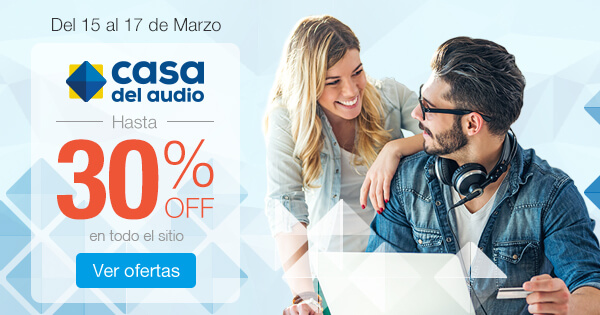 Del 15 al 17 de Marzo
casa
del audio
Hasta
30%
OFF
en todo el sitio
Ver ofertas